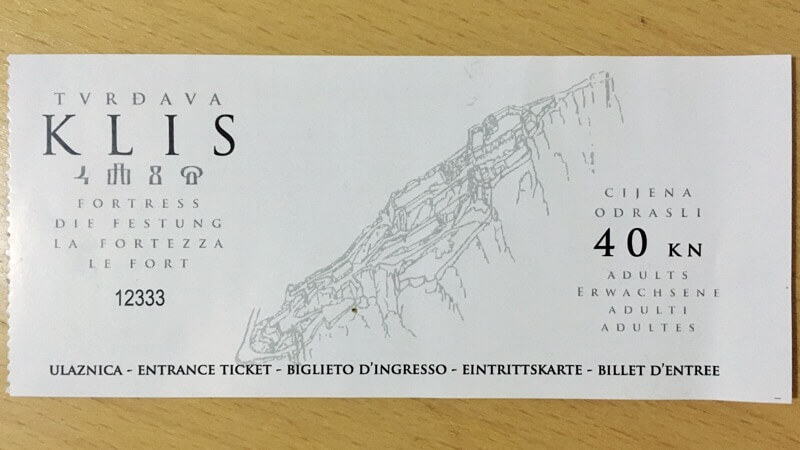 TVRĐAVA
KLIS
FORTRESS
DIE FESTUNG
LA FORTEZZA
LE FORT
12333
CIJENA
ODRASLI
40 KN
ADULTS
ERWACHSENE
ADULTI
ADULTES
ULAZNICA - ENTRANCE TICKET - BIGLIETO D'INGRESSO - EINTRITTSKARTE - BILLET D'ENTREE